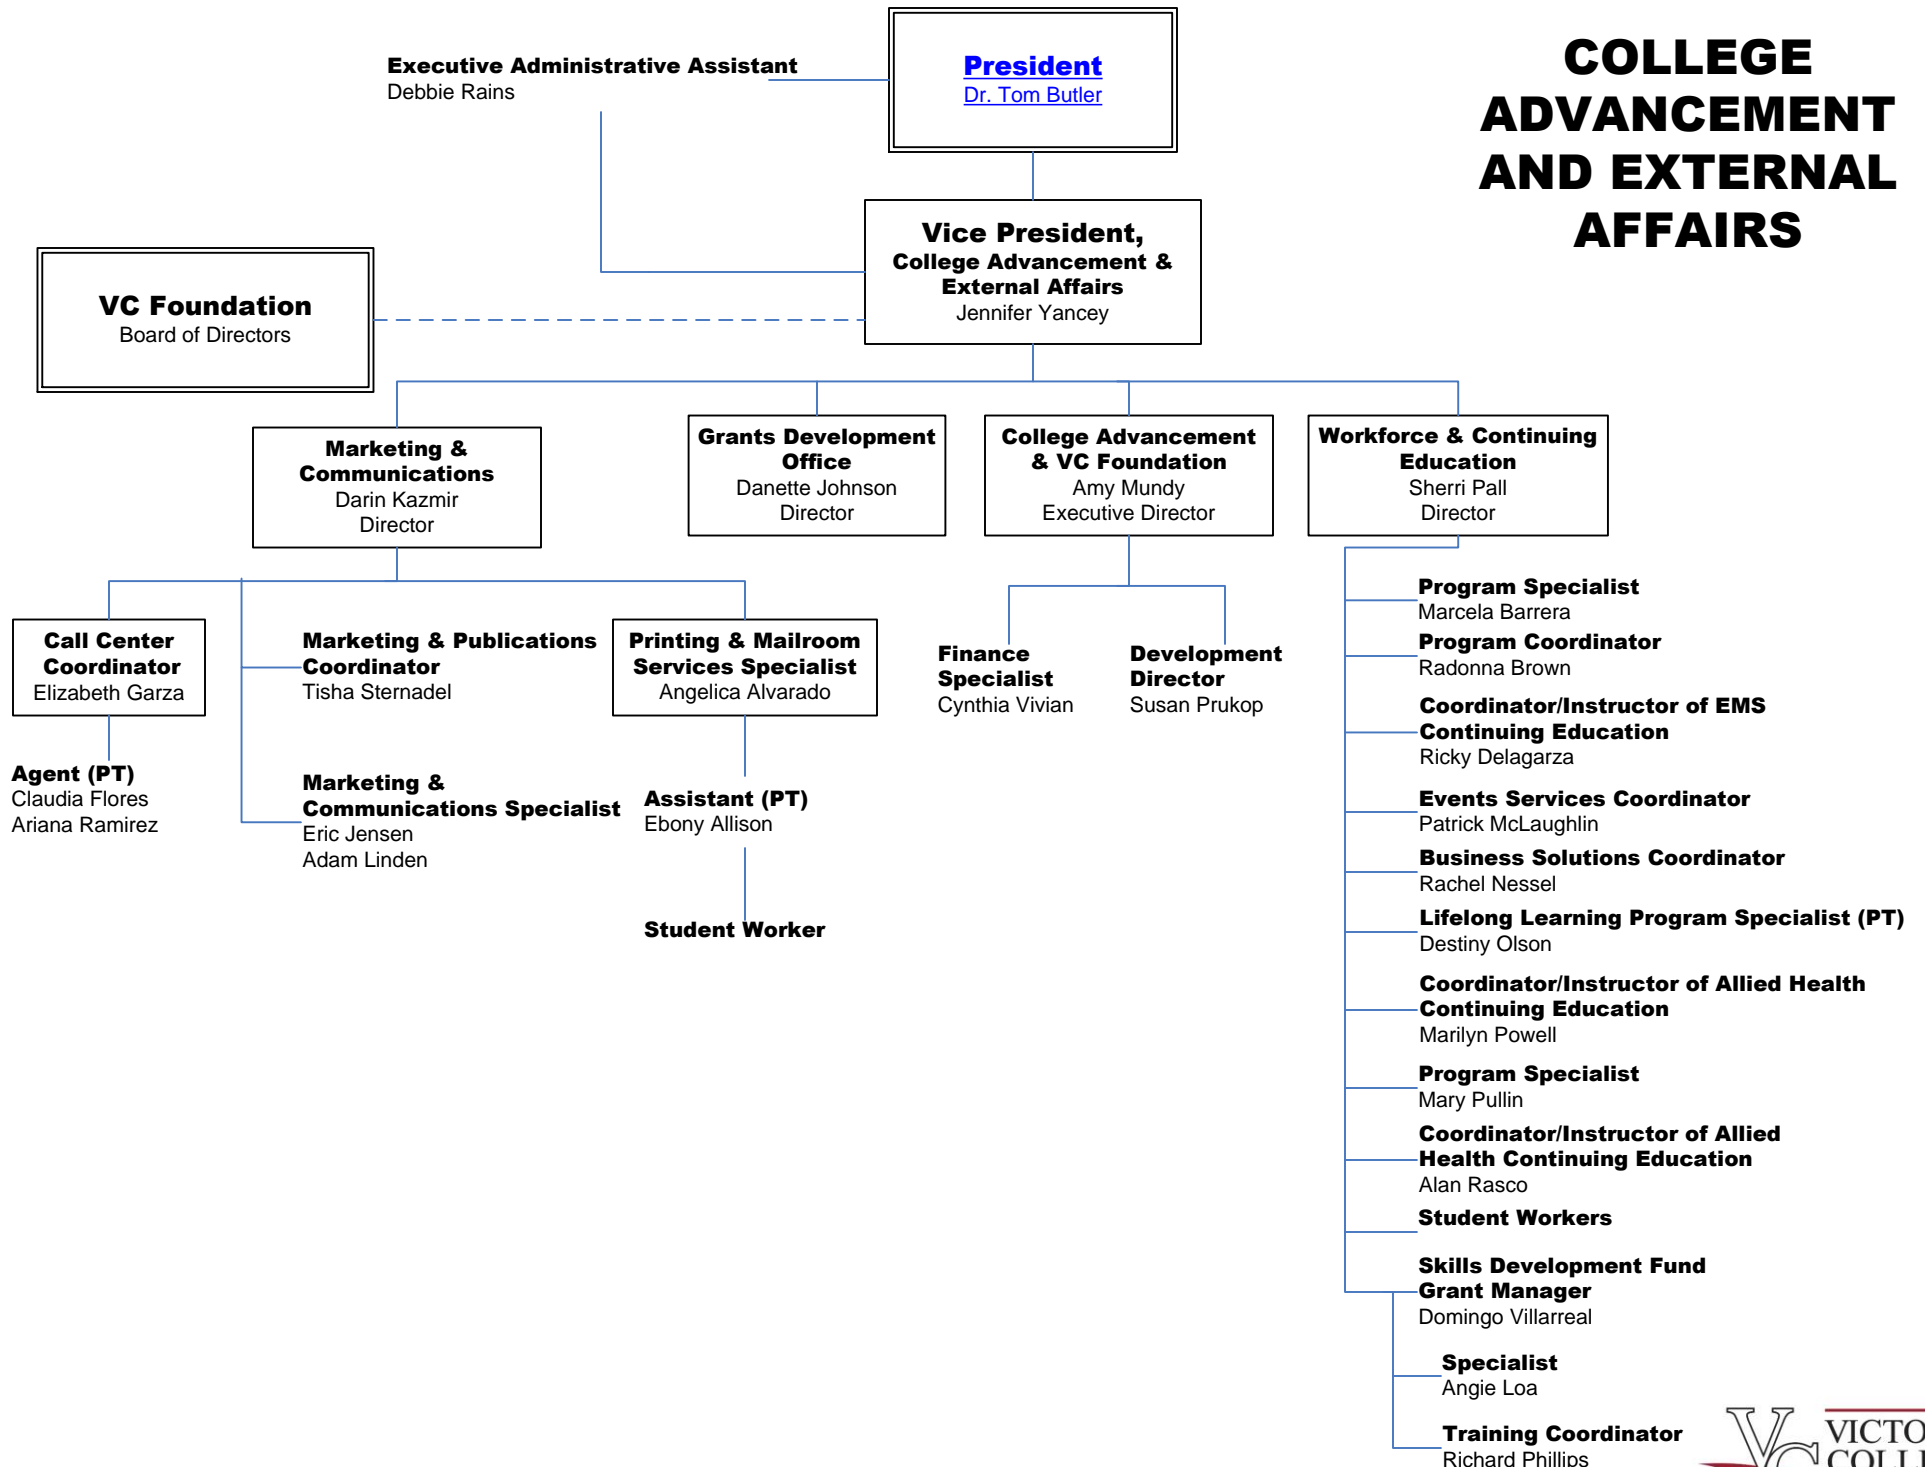 COLLEGE
ADVANCEMENT
AND EXTERNAL
AFFAIRS
Executive Administrative Assistant
Debbie Rains
President
Dr. Tom Butler
Vice President,
College Advancement &
External Affairs
Jennifer Yancey
VC Foundation
Board of Directors
Marketing &
Communications
Darin Kazmir
Director
Grants Development
Office
Danette Johnson
Director
College Advancement
& VC Foundation
Amy Mundy
Executive Director
Workforce & Continuing
Education
Sherri Pall
Director
Call Center
Coordinator
Elizabeth Garza
Agent (PT)
Claudia Flores
Ariana Ramirez
Marketing & Publications
Coordinator
Tisha Sternadel
Marketing &
Communications Specialist
Eric Jensen
Adam Linden
Printing & Mailroom
Services Specialist
Angelica Alvarado
Assistant (PT)
Ebony Allison
Student Worker
Finance
Specialist
Cynthia Vivian
Development
Director
Susan Prukop
Program Specialist
Marcela Barrera
Program Coordinator
Radonna Brown
Coordinator/Instructor of EMS
Continuing Education
Ricky Delagarza
Events Services Coordinator
Patrick McLaughlin
Business Solutions Coordinator
Rachel Nessel
Lifelong Learning Program Specialist (PT)
Destiny Olson
Coordinator/Instructor of Allied Health
Continuing Education
Marilyn Powell
Program Specialist
Mary Pullin
Coordinator/Instructor of Allied
Health Continuing Education
Alan Rasco
Student Workers
Skills Development Fund
Grant Manager
Domingo Villarreal
Specialist
Angie Loa
Training Coordinator
Richard Phillips
VC